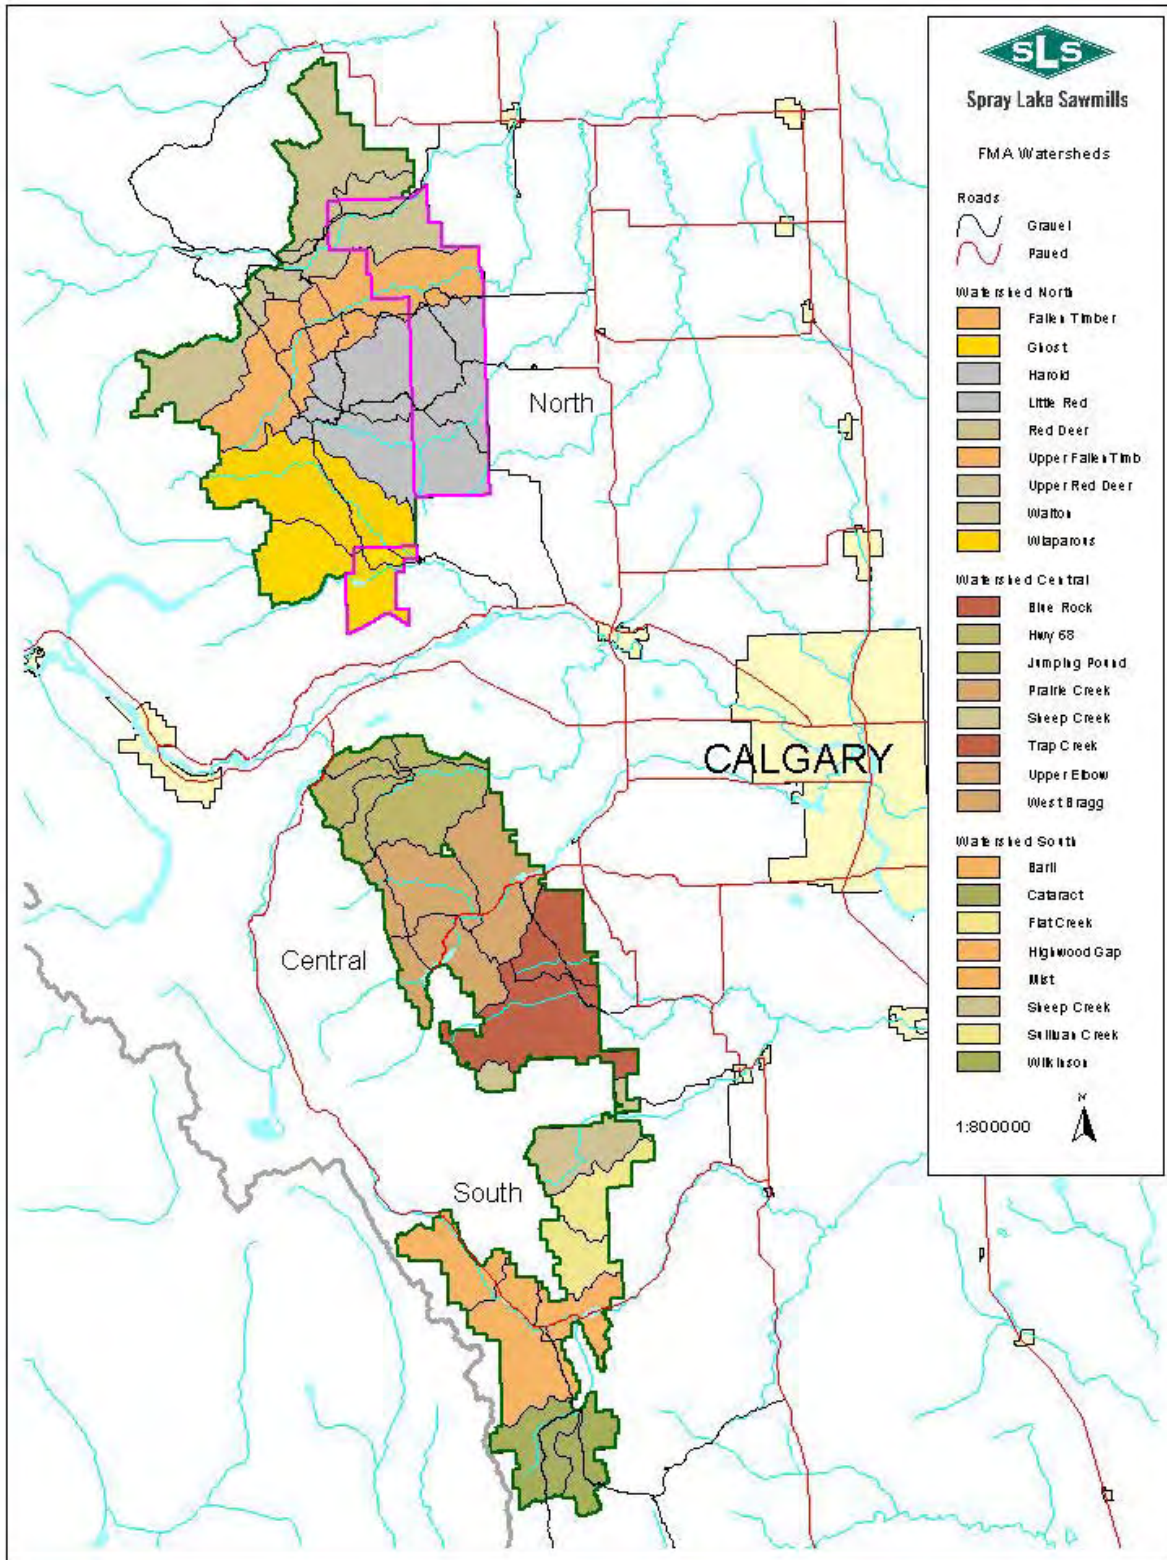 SLS
Spray Lake Sawmills
FMA Watersheds
Roads
Gravel
Paved
Watershed North
Fallen Timber
Ghost
Harold
Little Red
Red Deer
Upper Fallen Timb
Upper Red Deer
Walton
Wiaparous
Watershed Central
Blue Rock
Hwy 68
Jumping Pound
Prairie Creek
Sheep Creek
Trap Creek
Upper Elbow
West Bragg
Watershed South
Baril
Cataract
Flat Creek
Highwood Gap
Mist
Sheep Creek
Sullivan Creek
Wilkinson
1:800000
N
North
CALGARY
Central
South